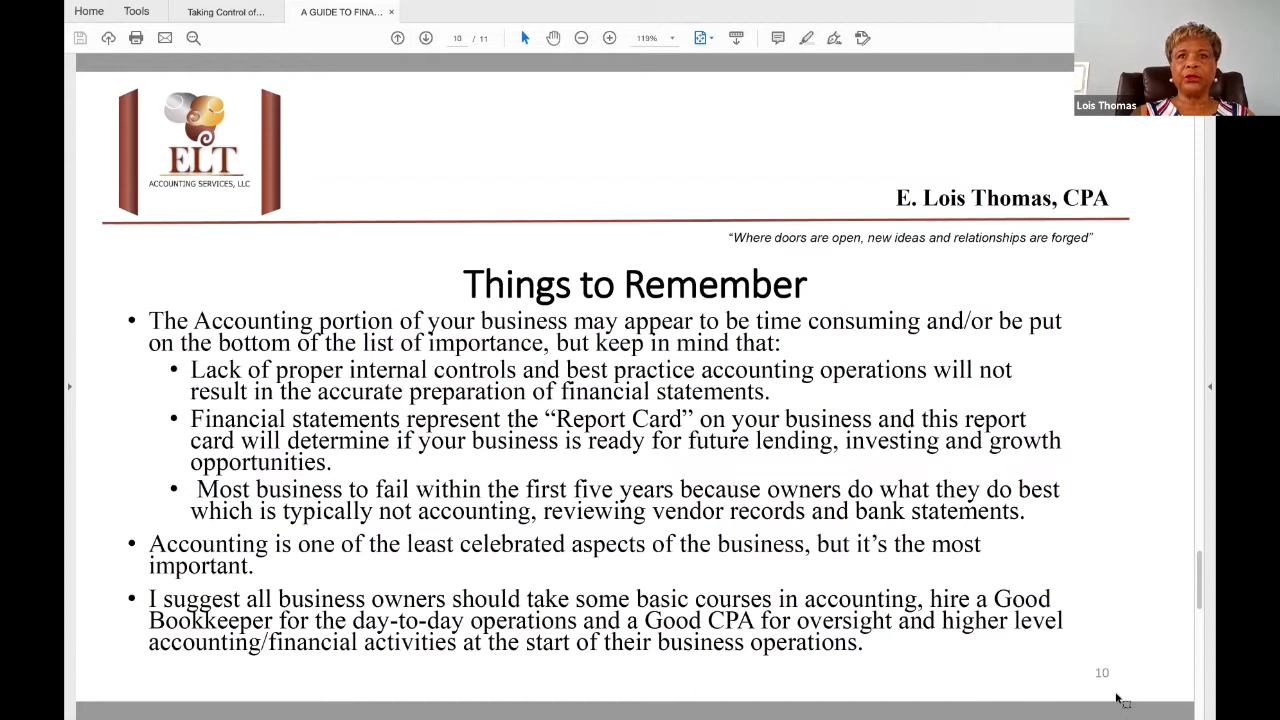 Home
Tools
Taking Control of...
A GUIDE TO FINA...
×
10 / 11
119%
Lois Thomas
ELT
ACCOUNTING SERVICES, LLC
E. Lois Thomas, CPA
“Where doors are open, new ideas and relationships are forged”
Things to Remember
• The Accounting portion of your business may appear to be time consuming and/or be put
on the bottom of the list of importance, but keep in mind that:
• Lack of proper internal controls and best practice accounting operations will not
result in the accurate preparation of financial statements.
• Financial statements represent the “Report Card” on your business and this report
card will determine if your business is ready for future lending, investing and growth
opportunities.
• Most business to fail within the first five years because owners do what they do best
which is typically not accounting, reviewing vendor records and bank statements.
• Accounting is one of the least celebrated aspects of the business, but it’s the most
important.
• I suggest all business owners should take some basic courses in accounting, hire a Good
Bookkeeper for the day-to-day operations and a Good CPA for oversight and higher level
accounting/financial activities at the start of their business operations.
10